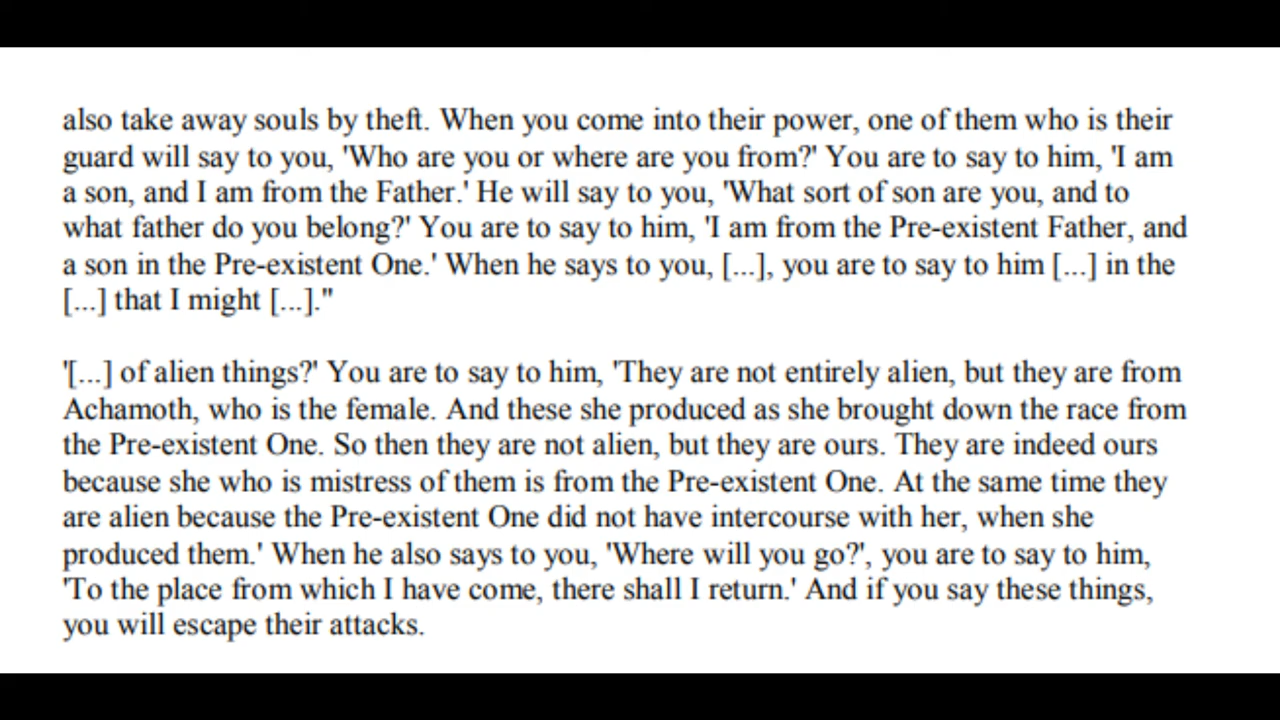 also take away souls by theft. When you come into their power, one of them who is their
guard will say to you, 'Who are you or where are you from?' You are to say to him, 'I am
a son, and I am from the Father.' He will say to you, 'What sort of son are you, and to
what father do you belong?' You are to say to him, 'I am from the Pre-existent Father, and
a son in the Pre-existent One.' When he says to you, [...], you are to say to him [...] in the
[...] that I might [...]."
'[...] of alien things?' You are to say to him, 'They are not entirely alien, but they are from
Achamoth, who is the female. And these she produced as she brought down the race from
the Pre-existent One. So then they are not alien, but they are ours. They are indeed ours
because she who is mistress of them is from the Pre-existent One. At the same time they
are alien because the Pre-existent One did not have intercourse with her, when she
produced them.' When he also says to you, 'Where will you go?', you are to say to him,
'To the place from which I have come, there shall I return.' And if you say these things,
you will escape their attacks.